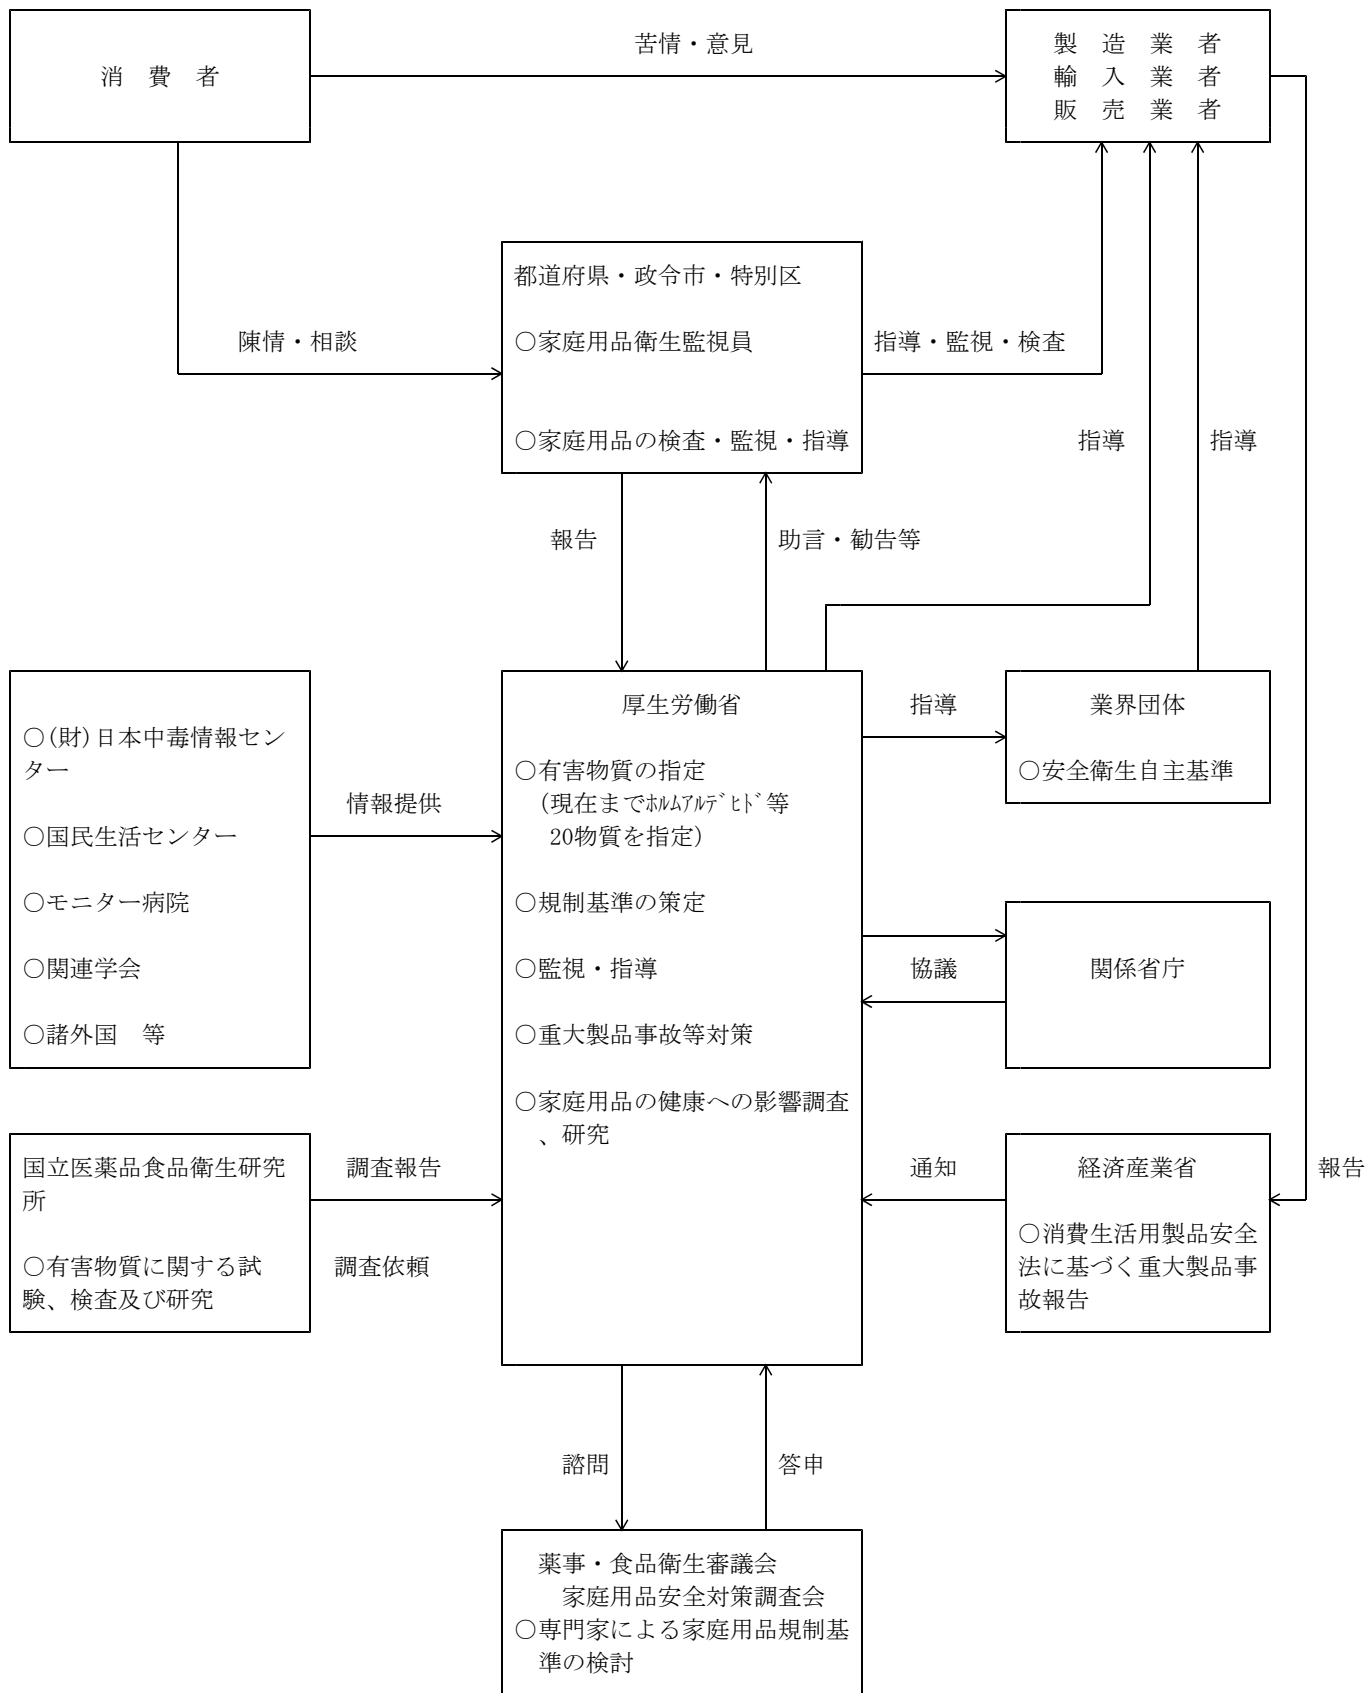 苦情・意見
消　費　者
製　造　業　者
輸　入　業　者
販　売　業　者
都道府県・政令市・特別区
○家庭用品衛生監視員
○家庭用品の検査・監視・指導
陳情・相談
指導・監視・検査
指導
指導
報告
助言・勧告等
○(財)日本中毒情報セン
ター
○国民生活センター
○モニター病院
○関連学会
○諸外国　等
情報提供
厚生労働省
○有害物質の指定
（現在までﾎﾙﾑｱﾙﾃﾞﾋﾄﾞ等
20物質を指定）
○規制基準の策定
○監視・指導
○重大製品事故等対策
○家庭用品の健康への影響調査
、研究
指導
業界団体
○安全衛生自主基準
協議
関係省庁
国立医薬品食品衛生研究
所
○有害物質に関する試
験、検査及び研究
調査報告
調査依頼
通知
経済産業省
○消費生活用製品安全
法に基づく重大製品事
故報告
報告
諮問
答申
薬事・食品衛生審議会
家庭用品安全対策調査会
○専門家による家庭用品規制基
準の検討